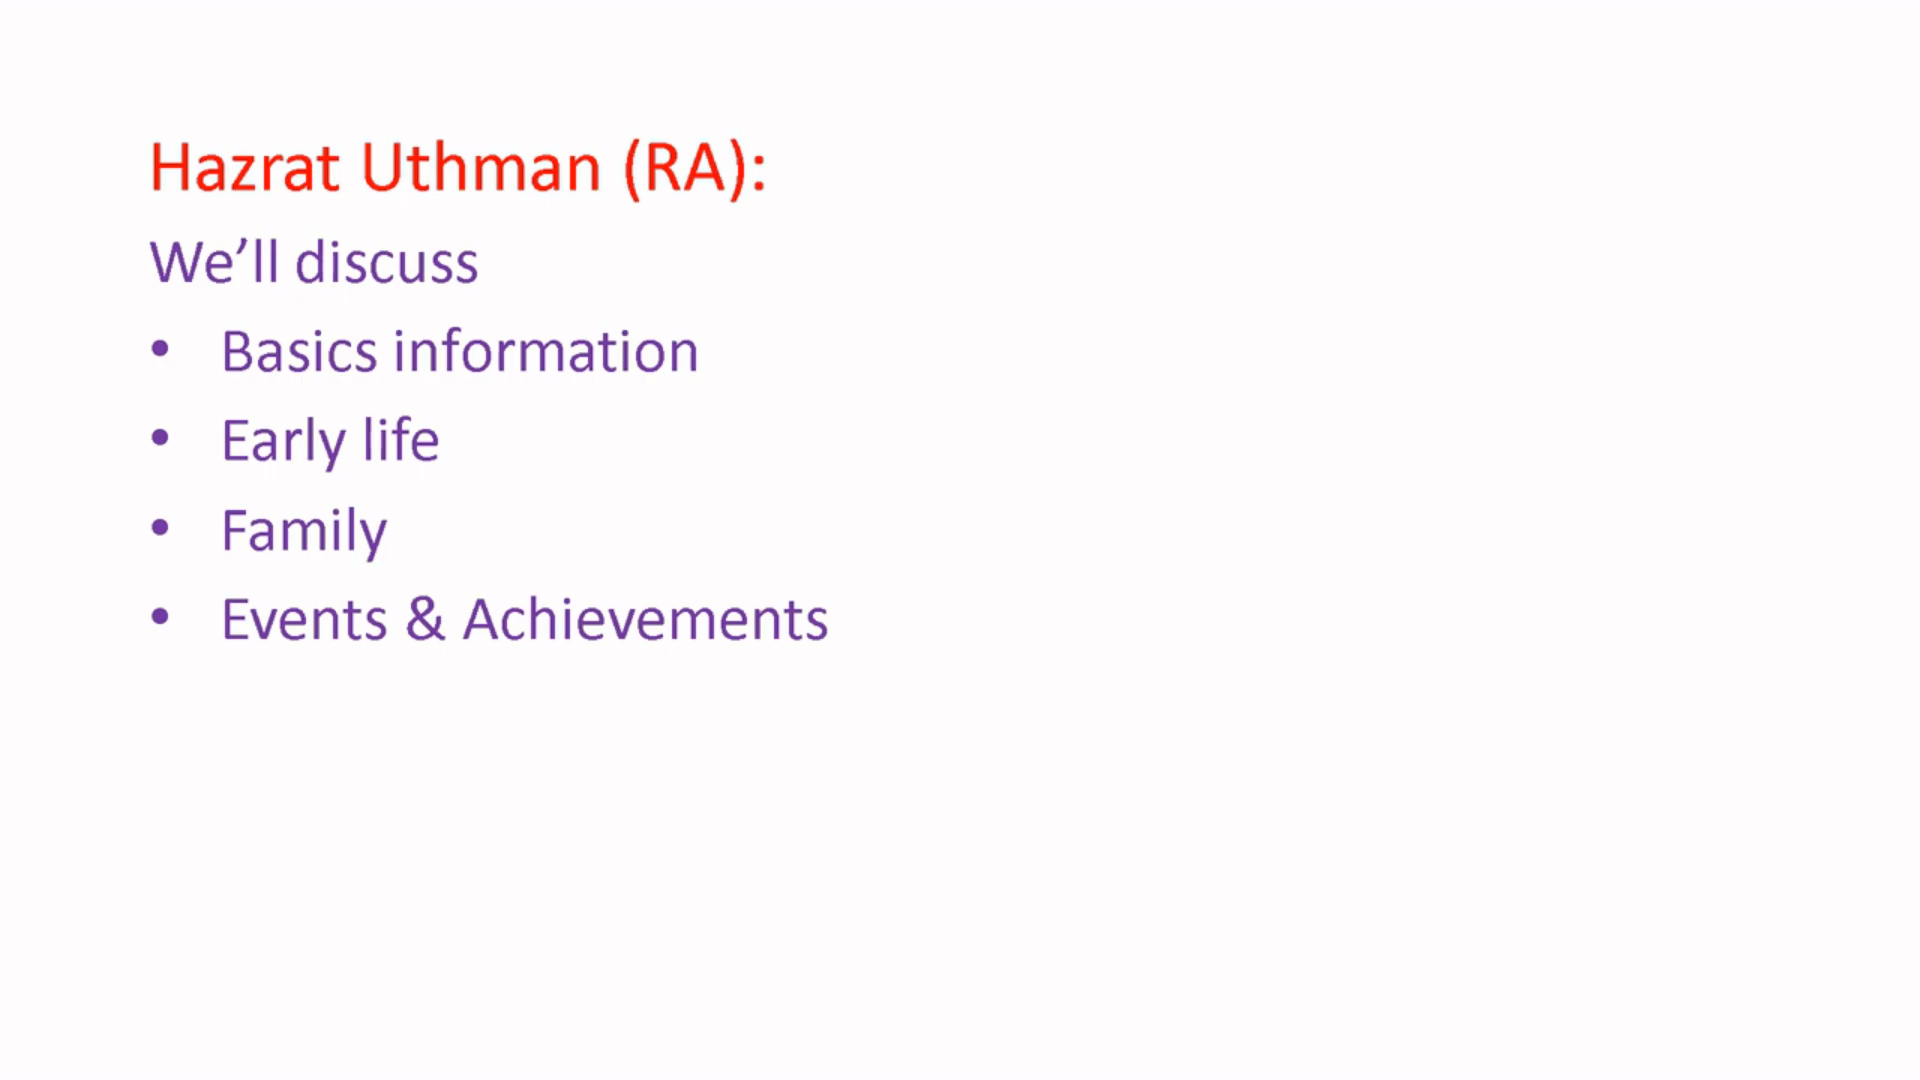 Hazrat Uthman (RA):
We’ll discuss
• Basics information
• Early life
• Family
• Events & Achievements